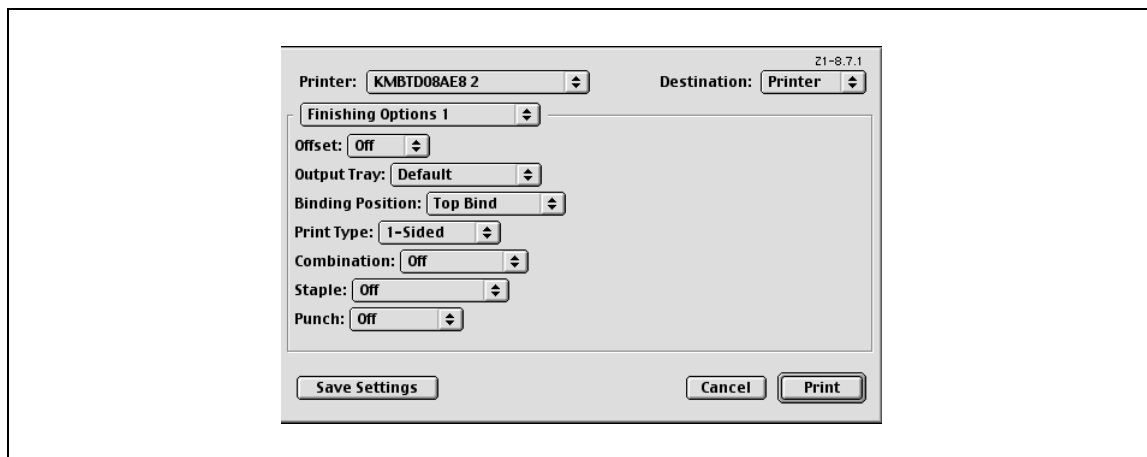 Z1-8.7.1
Printer: KMBTD08AE8 2 Destination: Printer
Finishing Options 1
Offset: Off
Output Tray: Default
Binding Position: Top Bind
Print Type: 1-Sided
Combination: Off
Staple: Off
Punch: Off
Save Settings Cancel Print